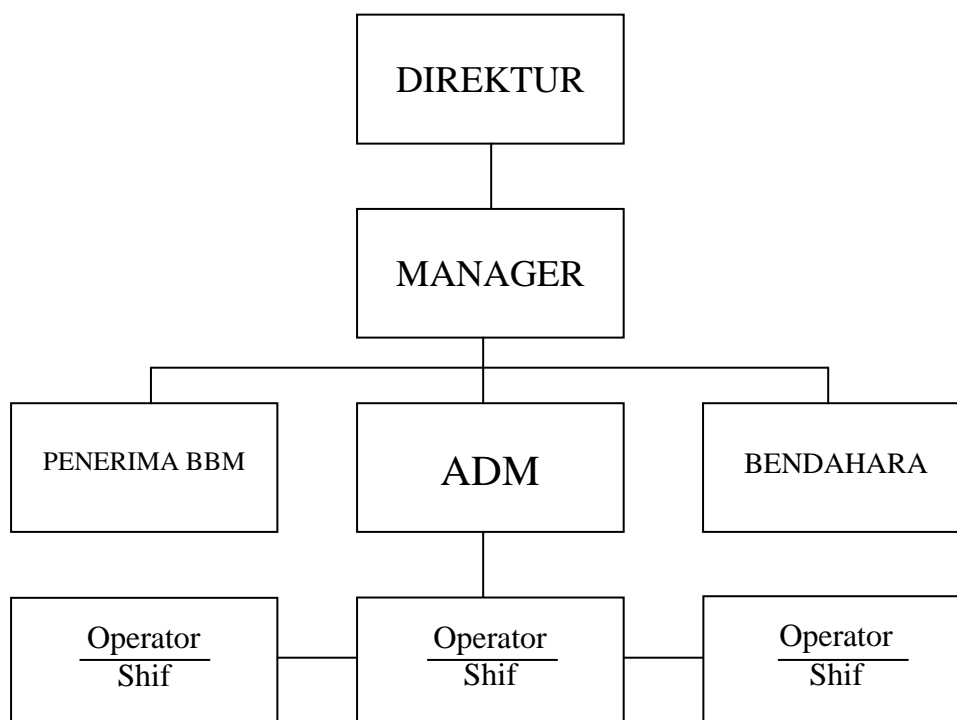 DIREKTUR
MANAGER
PENERIMA BBM
ADM
BENDAHARA
Operator
Shif
Operator
Shif
Operator
Shif